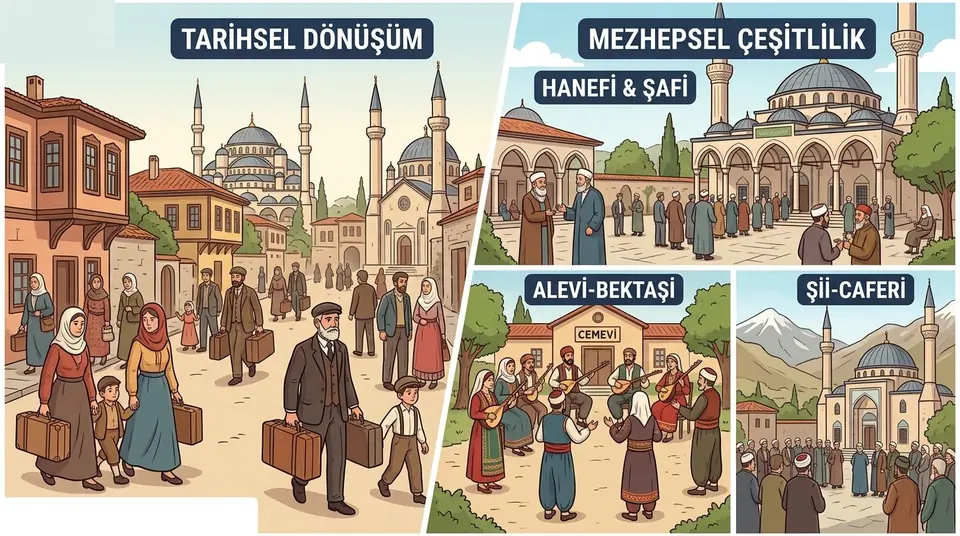 TARİHSEL DÖNÜŞÜM
MEZHEPSEL ÇEŞİTLİLİK
HANEFİ & ŞAFİ
ALEVİ-BEKTAŞİ
CEMEVİ
Şİİ-CAFERİ